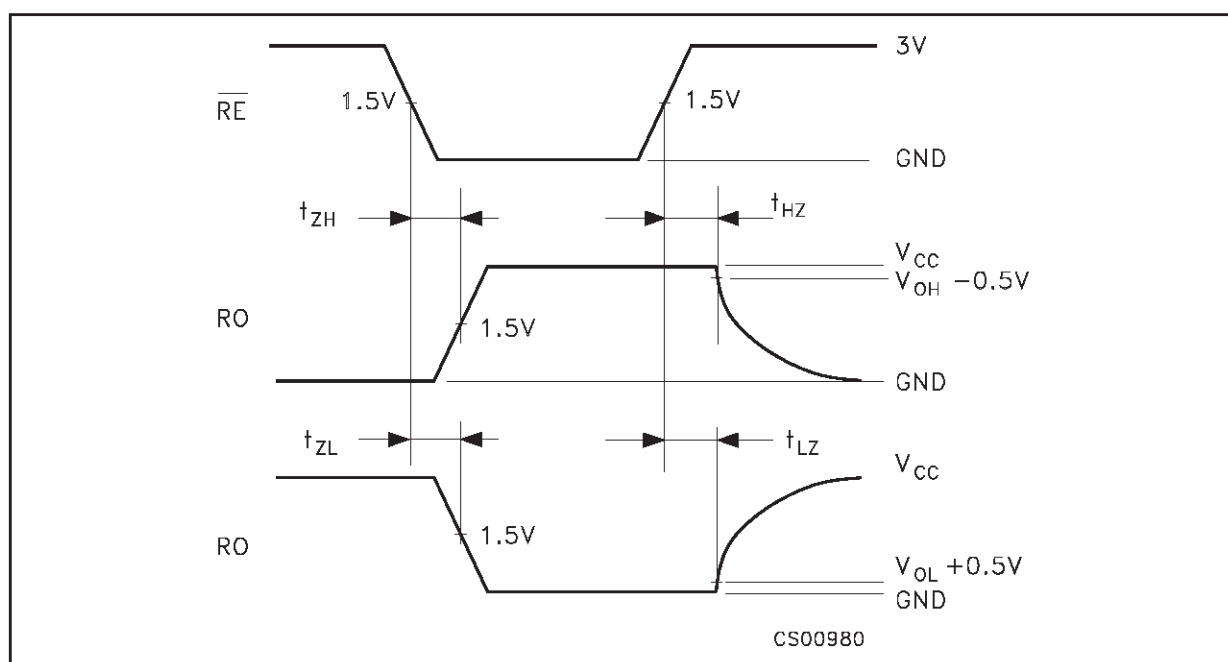 3V
R̅E̅
1.5V
1.5V
GND
tZH
tHZ
VCC
VOH −0.5V
RO
1.5V
GND
tZL
tLZ
VCC
RO
1.5V
VOL +0.5V
GND
CS00980